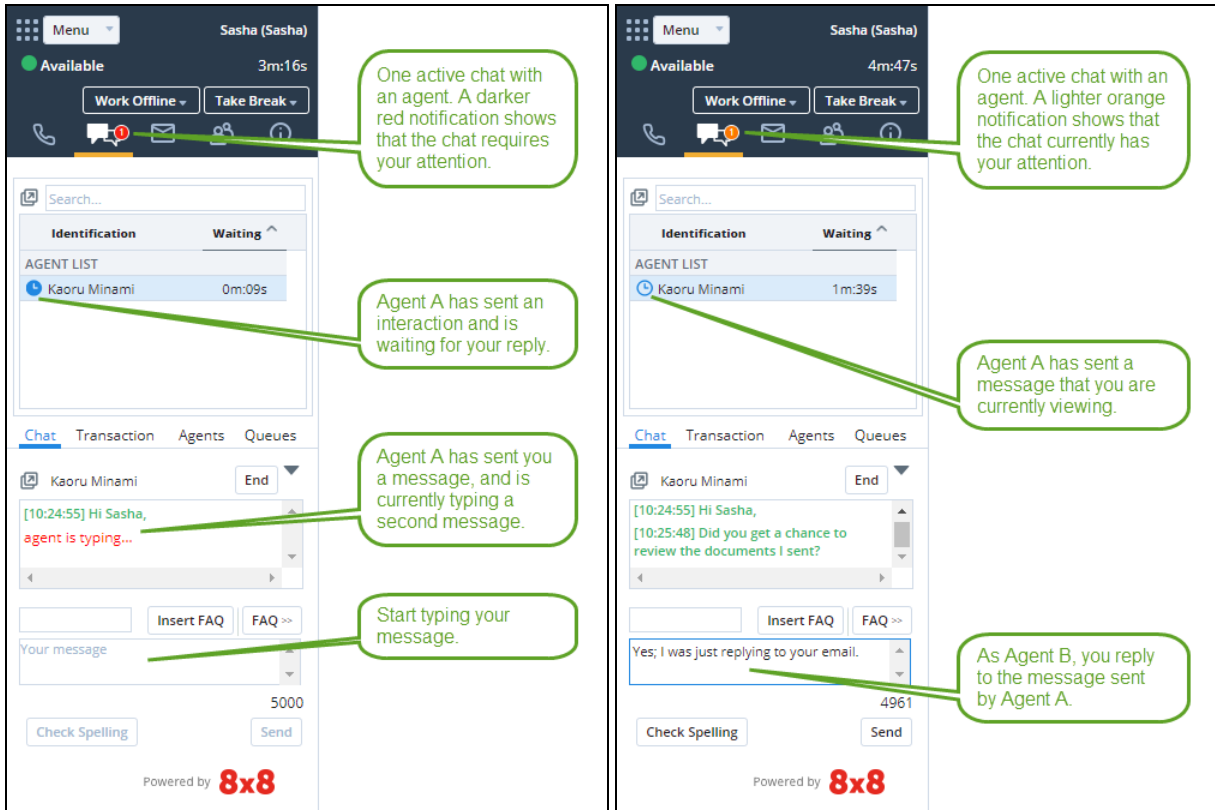 Menu
Sasha (Sasha)
Available
3m:16s
Work Offline
Take Break
1
Search...
Identification
Waiting
AGENT LIST
Kaoru Minami
0m:09s
Chat
Transaction
Agents
Queues
Kaoru Minami
End
[10:24:55] Hi Sasha,
agent is typing...
Insert FAQ
FAQ >>
Your message
5000
Check Spelling
Send
Powered by 8x8
One active chat with
an agent. A darker
red notification shows
that the chat requires
your attention.
Agent A has sent an
interaction and is
waiting for your reply.
Agent A has sent you
a message, and is
currently typing a
second message.
Start typing your
message.
Menu
Sasha (Sasha)
Available
4m:47s
Work Offline
Take Break
1
Search...
Identification
Waiting
AGENT LIST
Kaoru Minami
1m:39s
Chat
Transaction
Agents
Queues
Kaoru Minami
End
[10:24:55] Hi Sasha,
[10:25:48] Did you get a chance to
review the documents I sent?
Insert FAQ
FAQ >>
Yes; I was just replying to your email.
4961
Check Spelling
Send
Powered by 8x8
One active chat with an
agent. A lighter orange
notification shows that
the chat currently has
your attention.
Agent A has sent a
message that you are
currently viewing.
As Agent B, you reply
to the message sent
by Agent A.